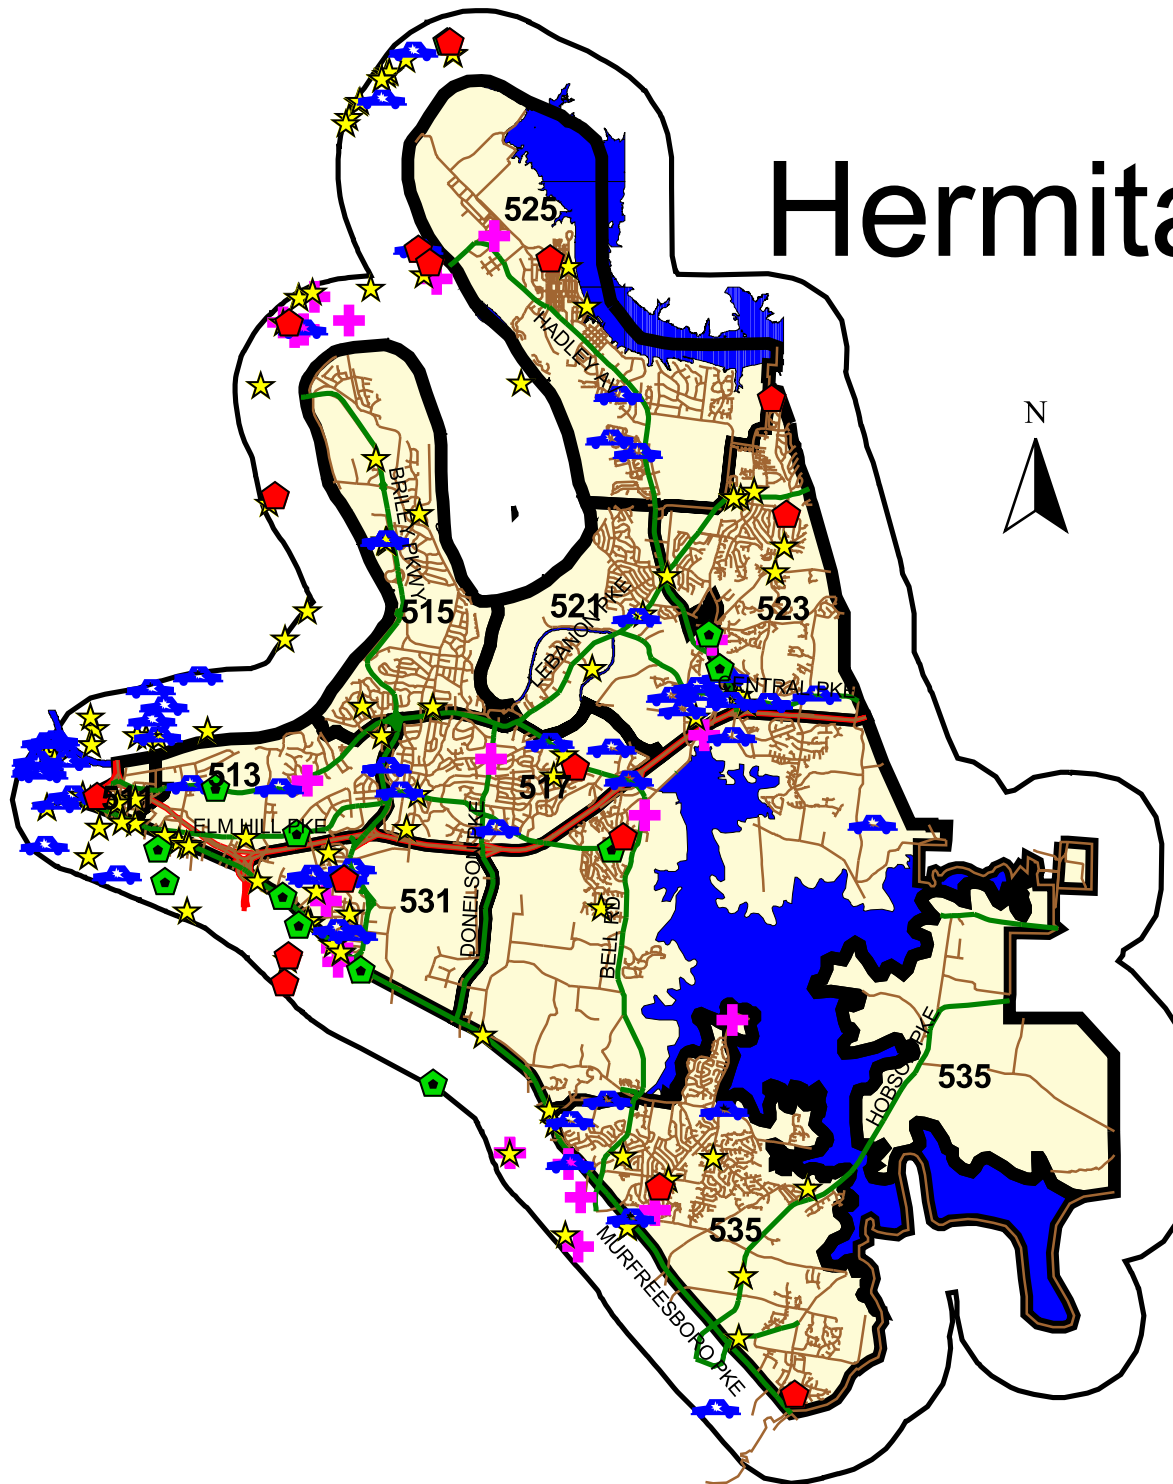 Hermita
525
HADLEY AV
N
BRILEY PKWY
515
521
LEBANON PKE
523
CENTRAL PKE
513
511
517
ELM HILL PKE
531
DONELSON PKE
BELL RD
HOBSON PKE
535
535
MURFREESBORO PKE